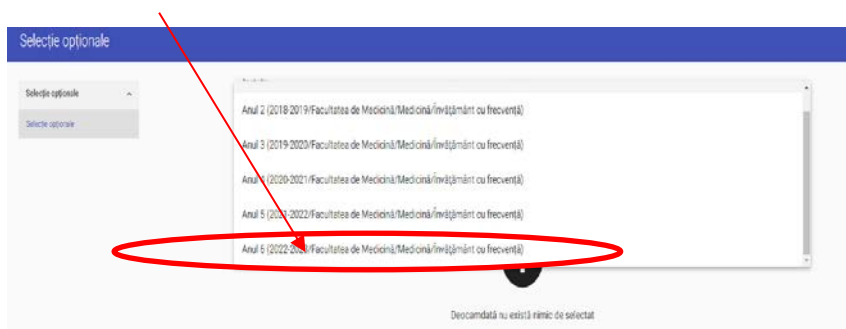 Selecție opționale
Selecție opționale
Selecție opționale
Anul 2 (2018-2019/Facultatea de Medicină/Medicină/Învățământ cu frecvență)
Anul 3 (2019-2020/Facultatea de Medicină/Medicină/Învățământ cu frecvență)
Anul 4 (2020-2021/Facultatea de Medicină/Medicină/Învățământ cu frecvență)
Anul 5 (2021-2022/Facultatea de Medicină/Medicină/Învățământ cu frecvență)
Anul 6 (2022-2023/Facultatea de Medicină/Medicină/Învățământ cu frecvență)
Deocamdată nu există nimic de selectat